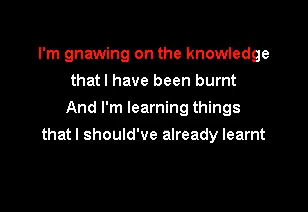 I'm gnawing on the knowledge
that I have been burnt
And I'm learning things
that I should've already learnt